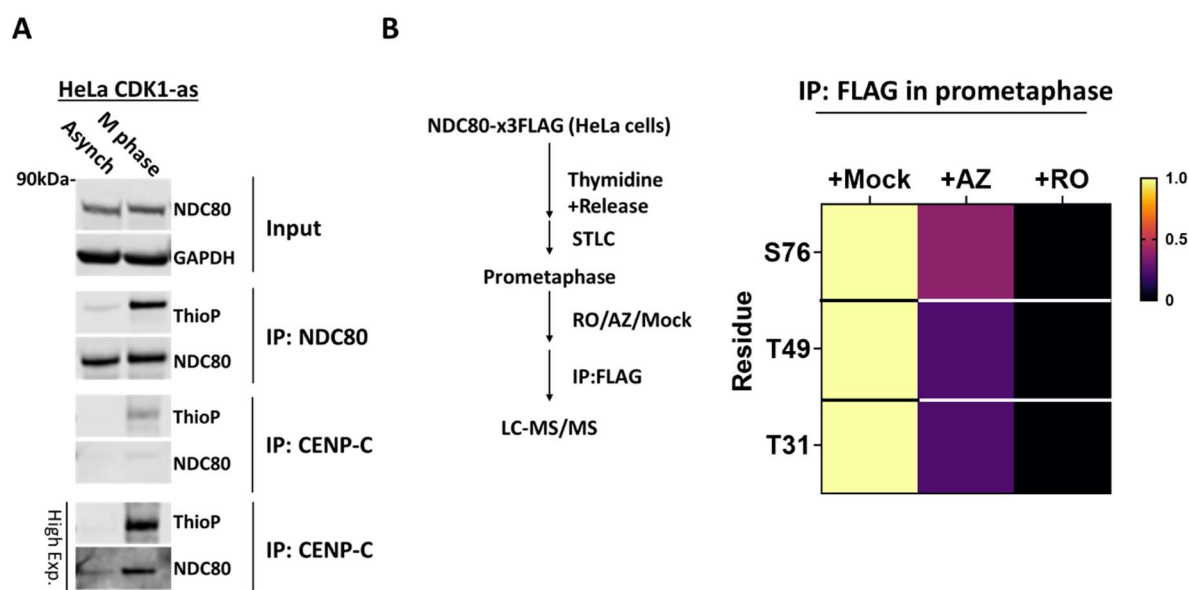 A
HeLa CDK1-as
Asynch
M phase
90kDa-
NDC80
GAPDH
Input
ThioP
NDC80
IP: NDC80
ThioP
NDC80
IP: CENP-C
High Exp.
ThioP
NDC80
IP: CENP-C
B
NDC80-x3FLAG (HeLa cells)
Thymidine
+Release
STLC
Prometaphase
RO/AZ/Mock
IP:FLAG
LC-MS/MS
IP: FLAG in prometaphase
+Mock +AZ +RO
Residue
S76
T49
T31
1.0
0.5
0